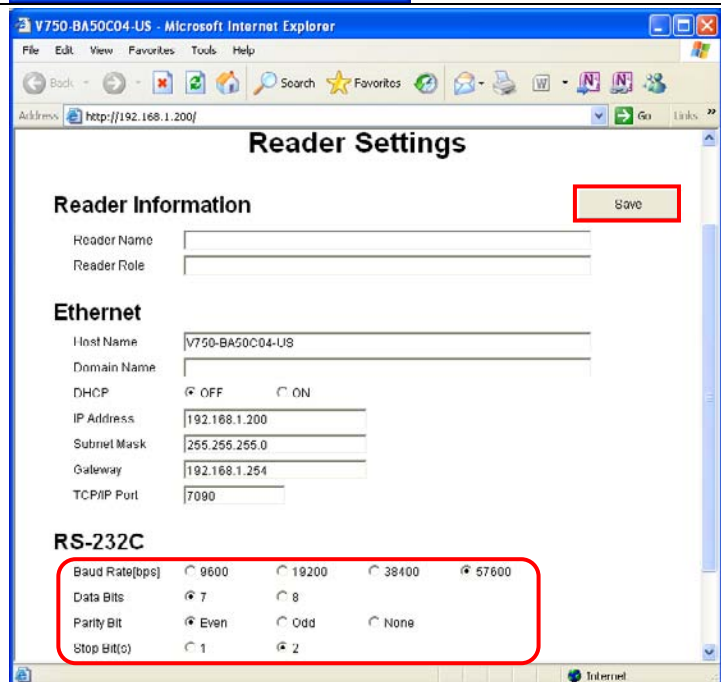 V750-BA50C04-US - Microsoft Internet Explorer
File Edit View Favorites Tools Help
Back Search Favorites
Address http://192.168.1.200/ Go Links »
Reader Settings
Reader Information Save
Reader Name
Reader Role
Ethernet
Host Name V750-BA50C04-US
Domain Name
DHCP OFF ON
IP Address 192.168.1.200
Subnet Mask 255.255.255.0
Gateway 192.168.1.254
TCP/IP Port 7090
RS-232C
Baud Rate[bps] 9600 19200 38400 57600
Data Bits 7 8
Parity Bit Even Odd None
Stop Bit(s) 1 2
Internet